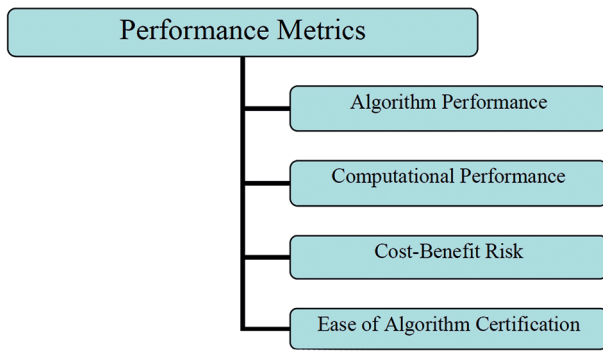 Performance Metrics
Algorithm Performance
Computational Performance
Cost-Benefit Risk
Ease of Algorithm Certification